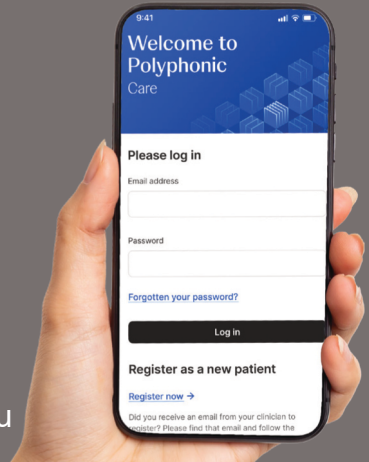 9:41
Welcome to
Polyphonic
Care
Please log in
Email address
Password
Forgotten your password?
Log in
Register as a new patient
Register now →
Did you receive an email from your clinician to
register? Please find that email and follow the
u